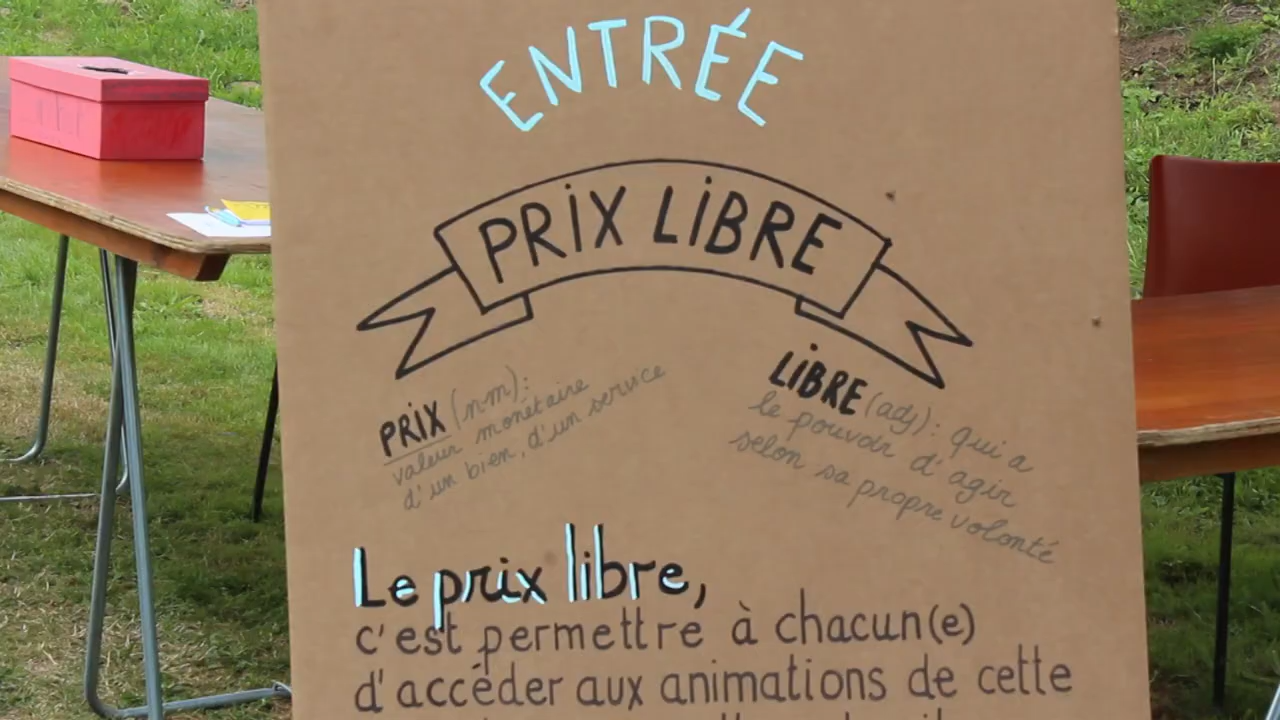 ENTRÉE
PRIX LIBRE
PRIX (nm):
valeur monétaire
d'un bien, d'un service
LIBRE (adj): qui a
le pouvoir d'agir
selon sa propre volonté
Le prix libre,
c'est permettre à chacun(e)
d'accéder aux animations de cette